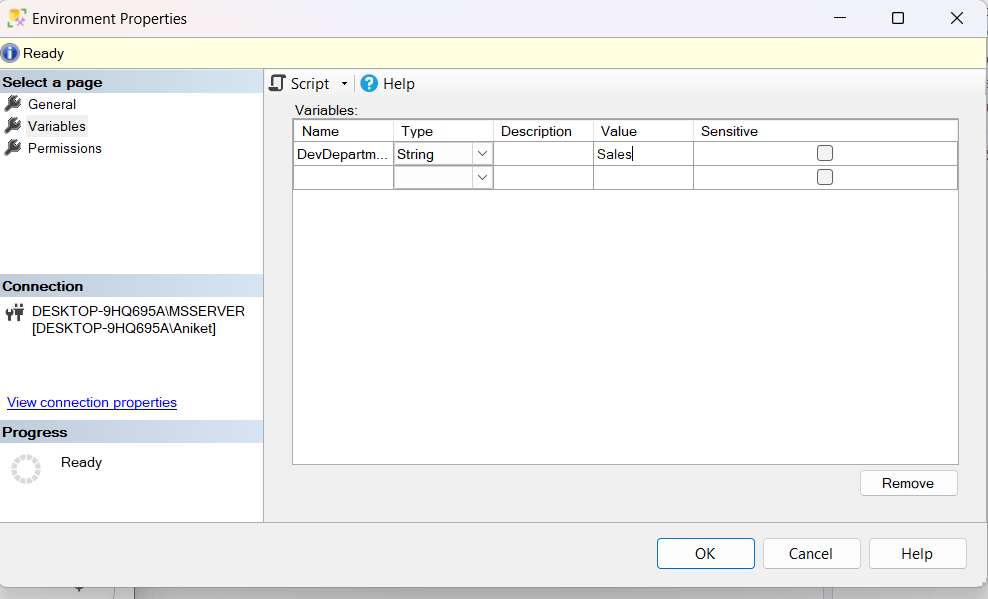 Environment Properties
Ready
Select a page
General
Variables
Permissions
Connection
DESKTOP-9HQ695A\MSSERVER
[DESKTOP-9HQ695A\Aniket]
View connection properties
Progress
Ready
Script
Help
Variables:
Name Type Description Value Sensitive
DevDepartm... String Sales
Remove
OK Cancel Help